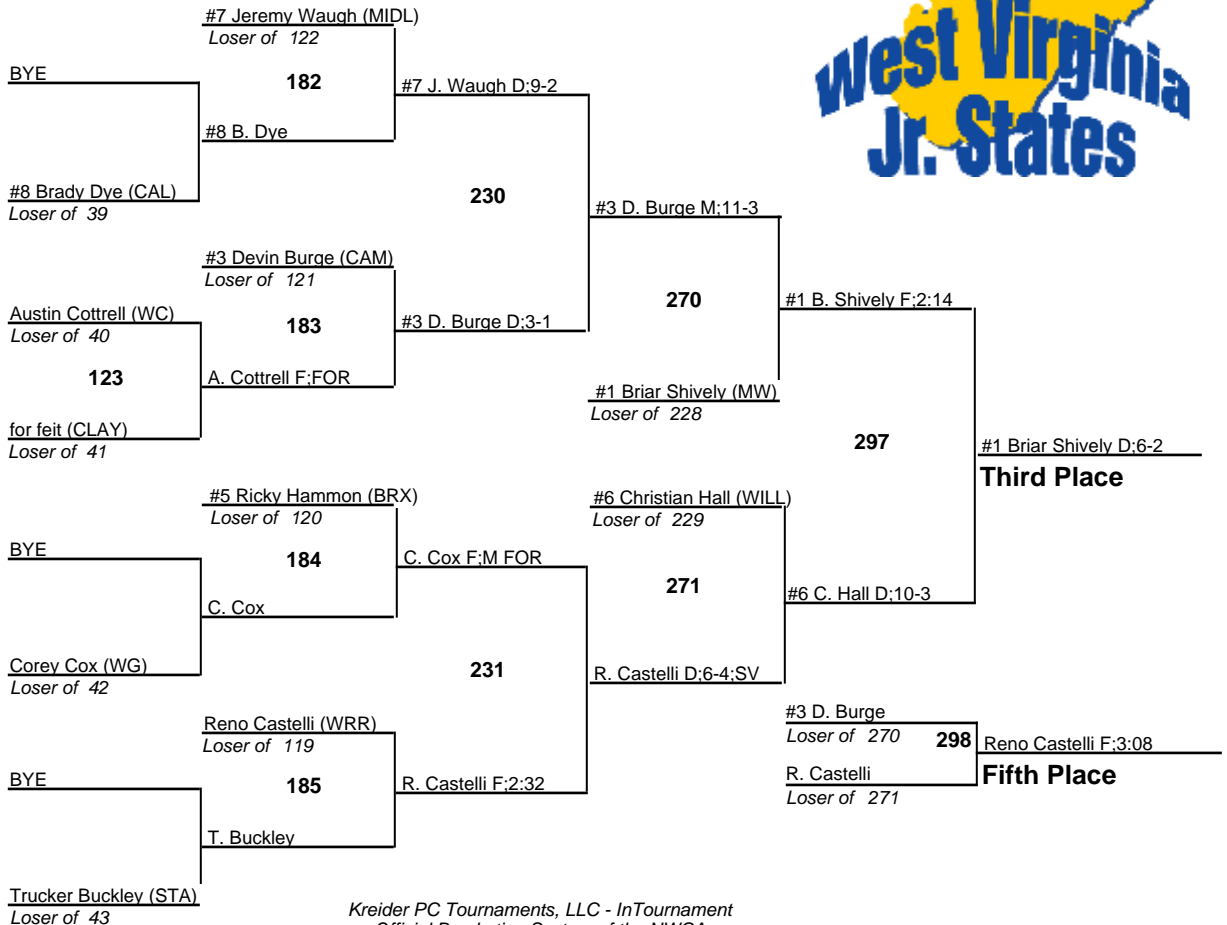 #7 Jeremy Waugh (MIDL)
Loser of 122
BYE
182
#7 J. Waugh D;9-2
#8 B. Dye
West Virginia
Jr. States
#8 Brady Dye (CAL)
Loser of 39
230
#3 D. Burge M;11-3
#3 Devin Burge (CAM)
Loser of 121
270
#1 B. Shively F;2:14
Austin Cottrell (WC)
Loser of 40
183
#3 D. Burge D;3-1
123
A. Cottrell F;FOR
#1 Briar Shively (MW)
Loser of 228
for feit (CLAY)
Loser of 41
297
#1 Briar Shively D;6-2
Third Place
#5 Ricky Hammon (BRX)
Loser of 120
#6 Christian Hall (WILL)
Loser of 229
BYE
184
C. Cox F;M FOR
271
#6 C. Hall D;10-3
C. Cox
Corey Cox (WG)
Loser of 42
231
R. Castelli D;6-4;SV
Reno Castelli (WRR)
Loser of 119
#3 D. Burge
Loser of 270
298
Reno Castelli F;3:08
Fifth Place
BYE
185
R. Castelli F;2:32
R. Castelli
Loser of 271
T. Buckley
Trucker Buckley (STA)
Loser of 43
Kreider PC Tournaments, LLC - InTournament